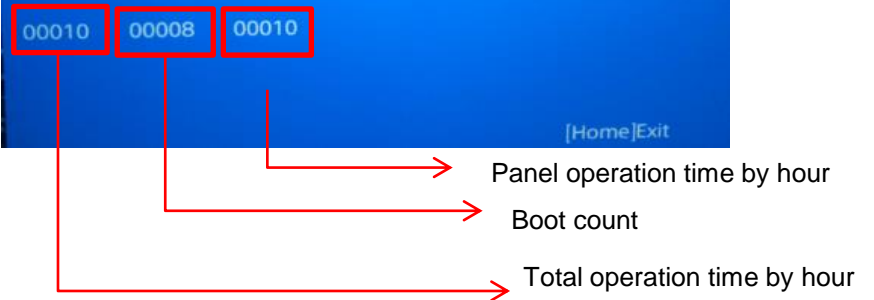 00010 00008 00010
[Home]Exit
Panel operation time by hour
Boot count
Total operation time by hour